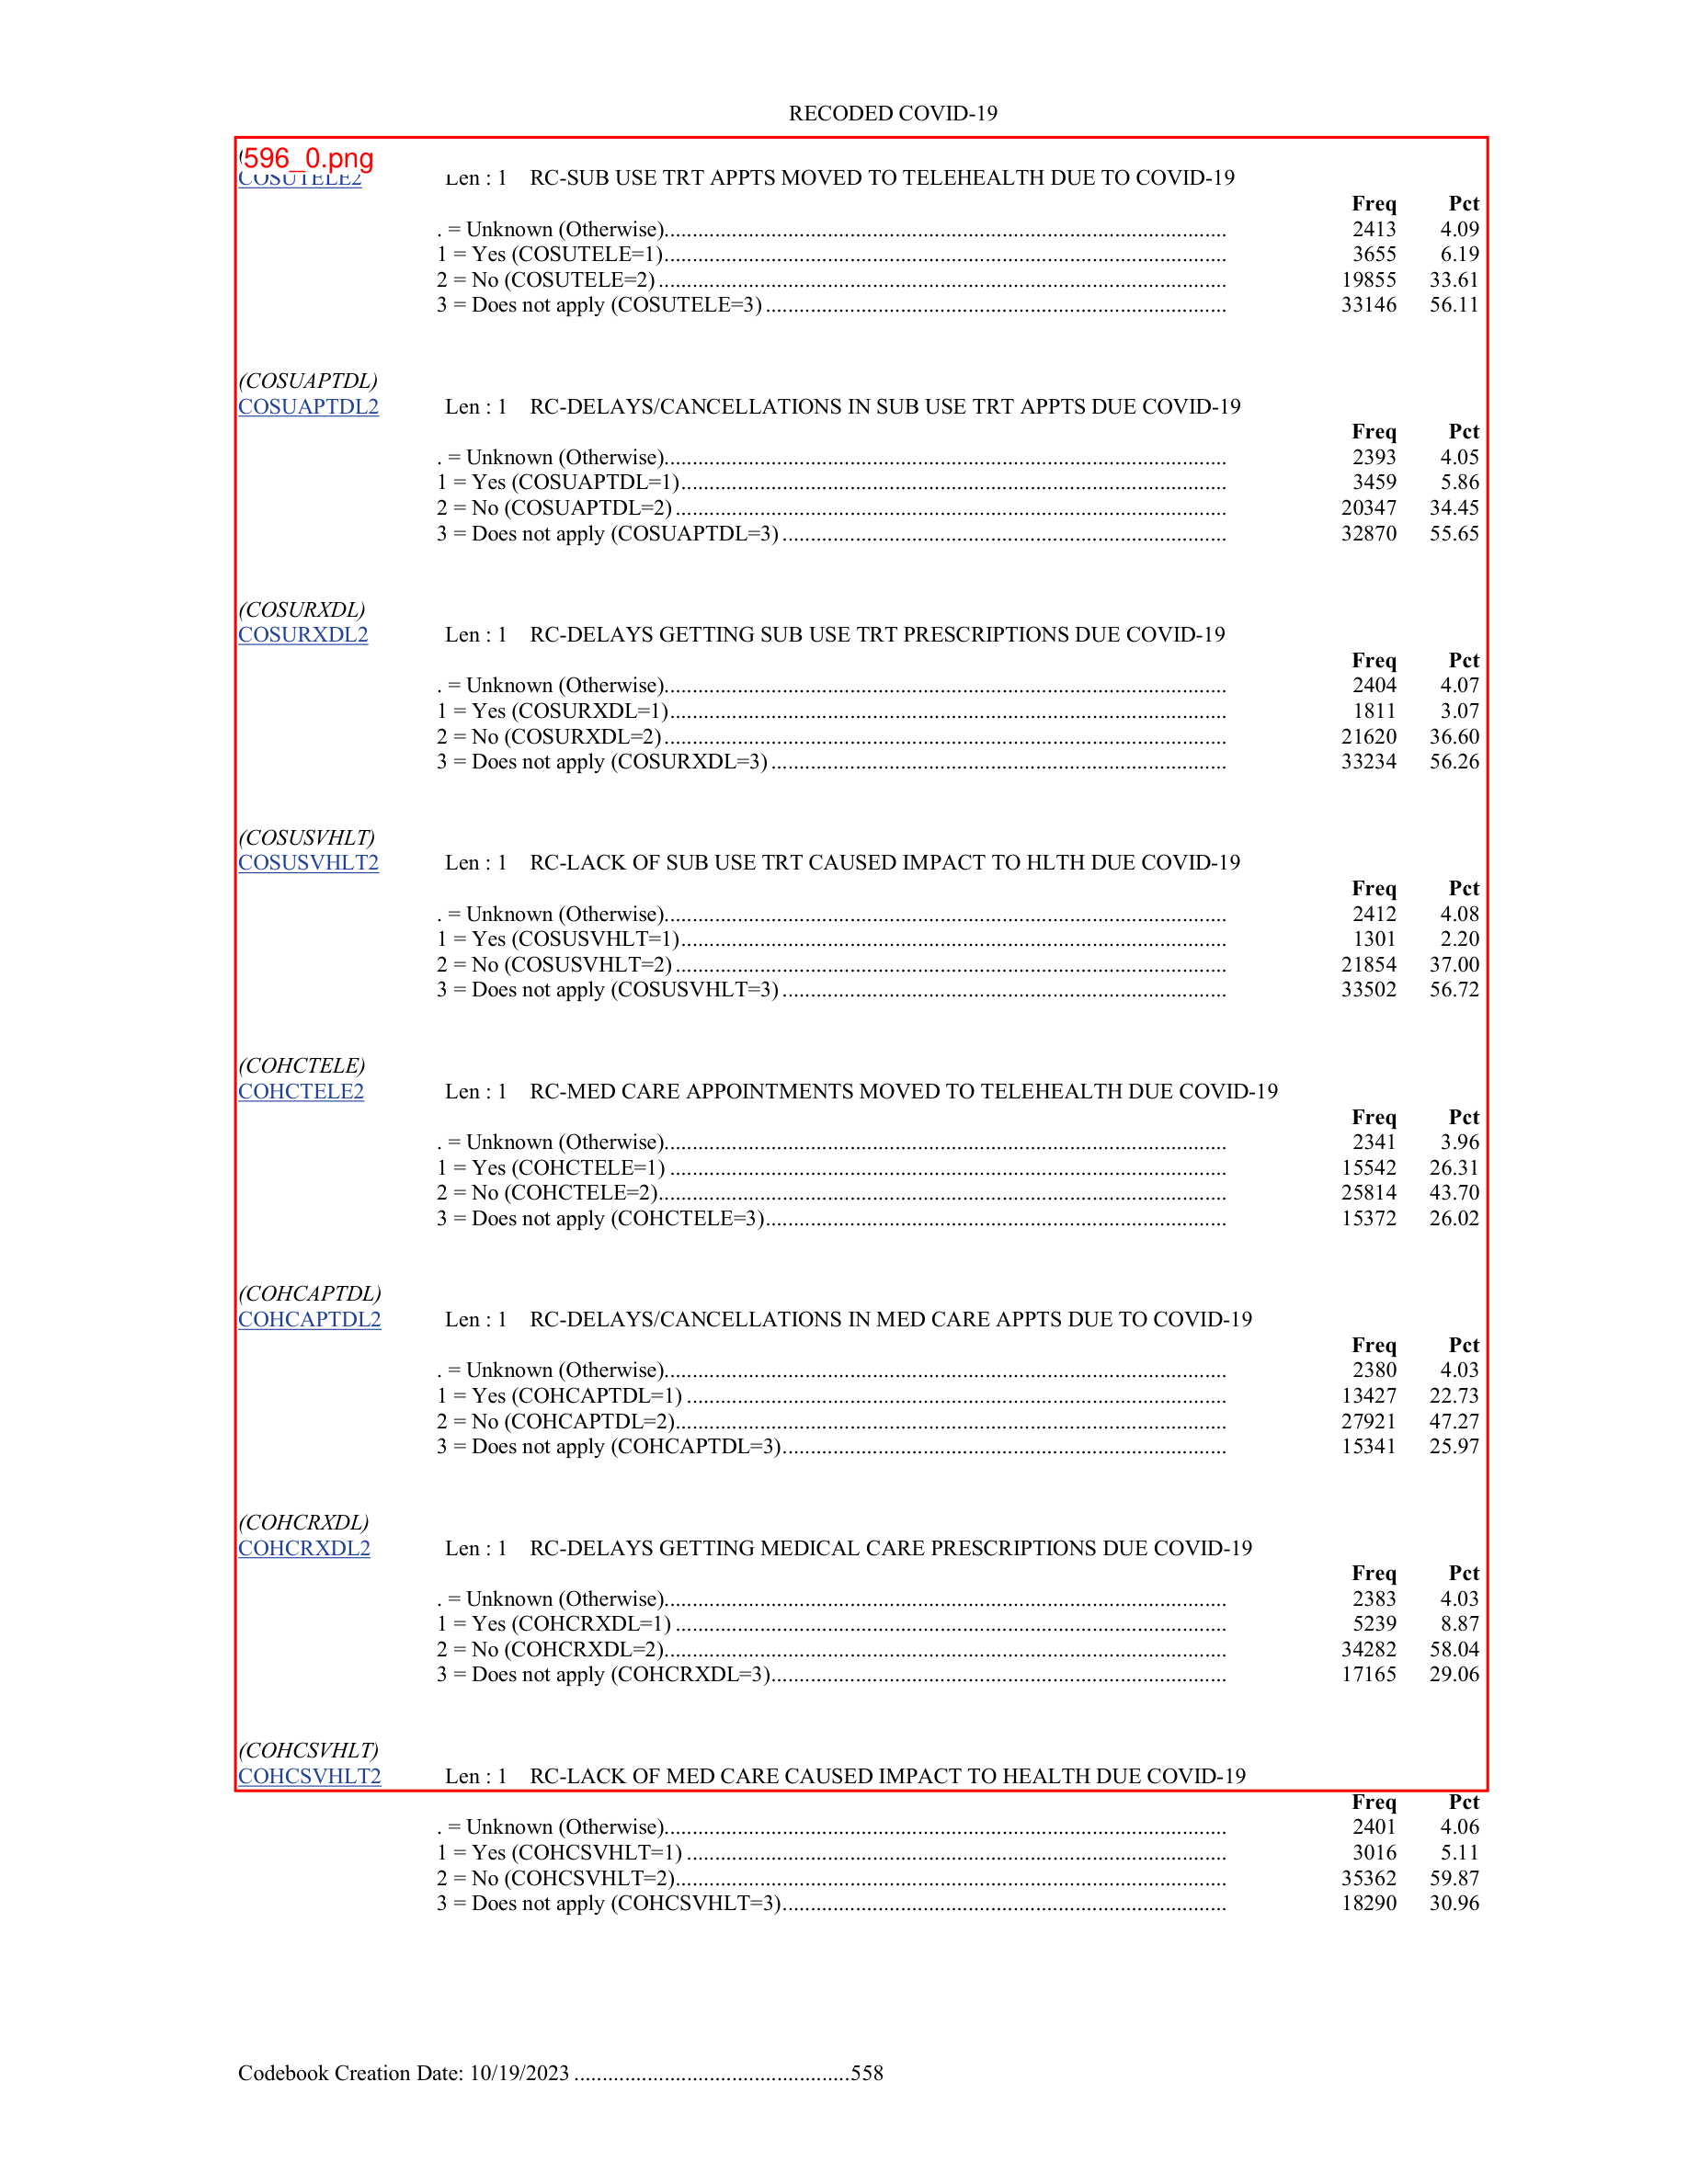 RECODED COVID-19
596_0.png
COSUTELE2 Len : 1 RC-SUB USE TRT APPTS MOVED TO TELEHEALTH DUE TO COVID-19
Freq Pct
. = Unknown (Otherwise).................................................................................................... 2413 4.09
1 = Yes (COSUTELE=1).................................................................................................... 3655 6.19
2 = No (COSUTELE=2)..................................................................................................... 19855 33.61
3 = Does not apply (COSUTELE=3).................................................................................. 33146 56.11
(COSUAPTDL)
COSUAPTDL2 Len : 1 RC-DELAYS/CANCELLATIONS IN SUB USE TRT APPTS DUE COVID-19
Freq Pct
. = Unknown (Otherwise).................................................................................................... 2393 4.05
1 = Yes (COSUAPTDL=1)................................................................................................. 3459 5.86
2 = No (COSUAPTDL=2).................................................................................................. 20347 34.45
3 = Does not apply (COSUAPTDL=3)............................................................................... 32870 55.65
(COSURXDL)
COSURXDL2 Len : 1 RC-DELAYS GETTING SUB USE TRT PRESCRIPTIONS DUE COVID-19
Freq Pct
. = Unknown (Otherwise).................................................................................................... 2404 4.07
1 = Yes (COSURXDL=1)................................................................................................... 1811 3.07
2 = No (COSURXDL=2).................................................................................................... 21620 36.60
3 = Does not apply (COSURXDL=3)................................................................................. 33234 56.26
(COSUSVHLT)
COSUSVHLT2 Len : 1 RC-LACK OF SUB USE TRT CAUSED IMPACT TO HLTH DUE COVID-19
Freq Pct
. = Unknown (Otherwise).................................................................................................... 2412 4.08
1 = Yes (COSUSVHLT=1)................................................................................................. 1301 2.20
2 = No (COSUSVHLT=2).................................................................................................. 21854 37.00
3 = Does not apply (COSUSVHLT=3)............................................................................... 33502 56.72
(COHCTELE)
COHCTELE2 Len : 1 RC-MED CARE APPOINTMENTS MOVED TO TELEHEALTH DUE COVID-19
Freq Pct
. = Unknown (Otherwise).................................................................................................... 2341 3.96
1 = Yes (COHCTELE=1)................................................................................................... 15542 26.31
2 = No (COHCTELE=2)..................................................................................................... 25814 43.70
3 = Does not apply (COHCTELE=3).................................................................................. 15372 26.02
(COHCAPTDL)
COHCAPTDL2 Len : 1 RC-DELAYS/CANCELLATIONS IN MED CARE APPTS DUE TO COVID-19
Freq Pct
. = Unknown (Otherwise).................................................................................................... 2380 4.03
1 = Yes (COHCAPTDL=1)................................................................................................ 13427 22.73
2 = No (COHCAPTDL=2).................................................................................................. 27921 47.27
3 = Does not apply (COHCAPTDL=3)............................................................................... 15341 25.97
(COHCRXDL)
COHCRXDL2 Len : 1 RC-DELAYS GETTING MEDICAL CARE PRESCRIPTIONS DUE COVID-19
Freq Pct
. = Unknown (Otherwise).................................................................................................... 2383 4.03
1 = Yes (COHCRXDL=1).................................................................................................. 5239 8.87
2 = No (COHCRXDL=2).................................................................................................... 34282 58.04
3 = Does not apply (COHCRXDL=3)................................................................................. 17165 29.06
(COHCSVHLT)
COHCSVHLT2 Len : 1 RC-LACK OF MED CARE CAUSED IMPACT TO HEALTH DUE COVID-19
Freq Pct
. = Unknown (Otherwise).................................................................................................... 2401 4.06
1 = Yes (COHCSVHLT=1)................................................................................................ 3016 5.11
2 = No (COHCSVHLT=2).................................................................................................. 35362 59.87
3 = Does not apply (COHCSVHLT=3)............................................................................... 18290 30.96
Codebook Creation Date: 10/19/2023 .................................................558